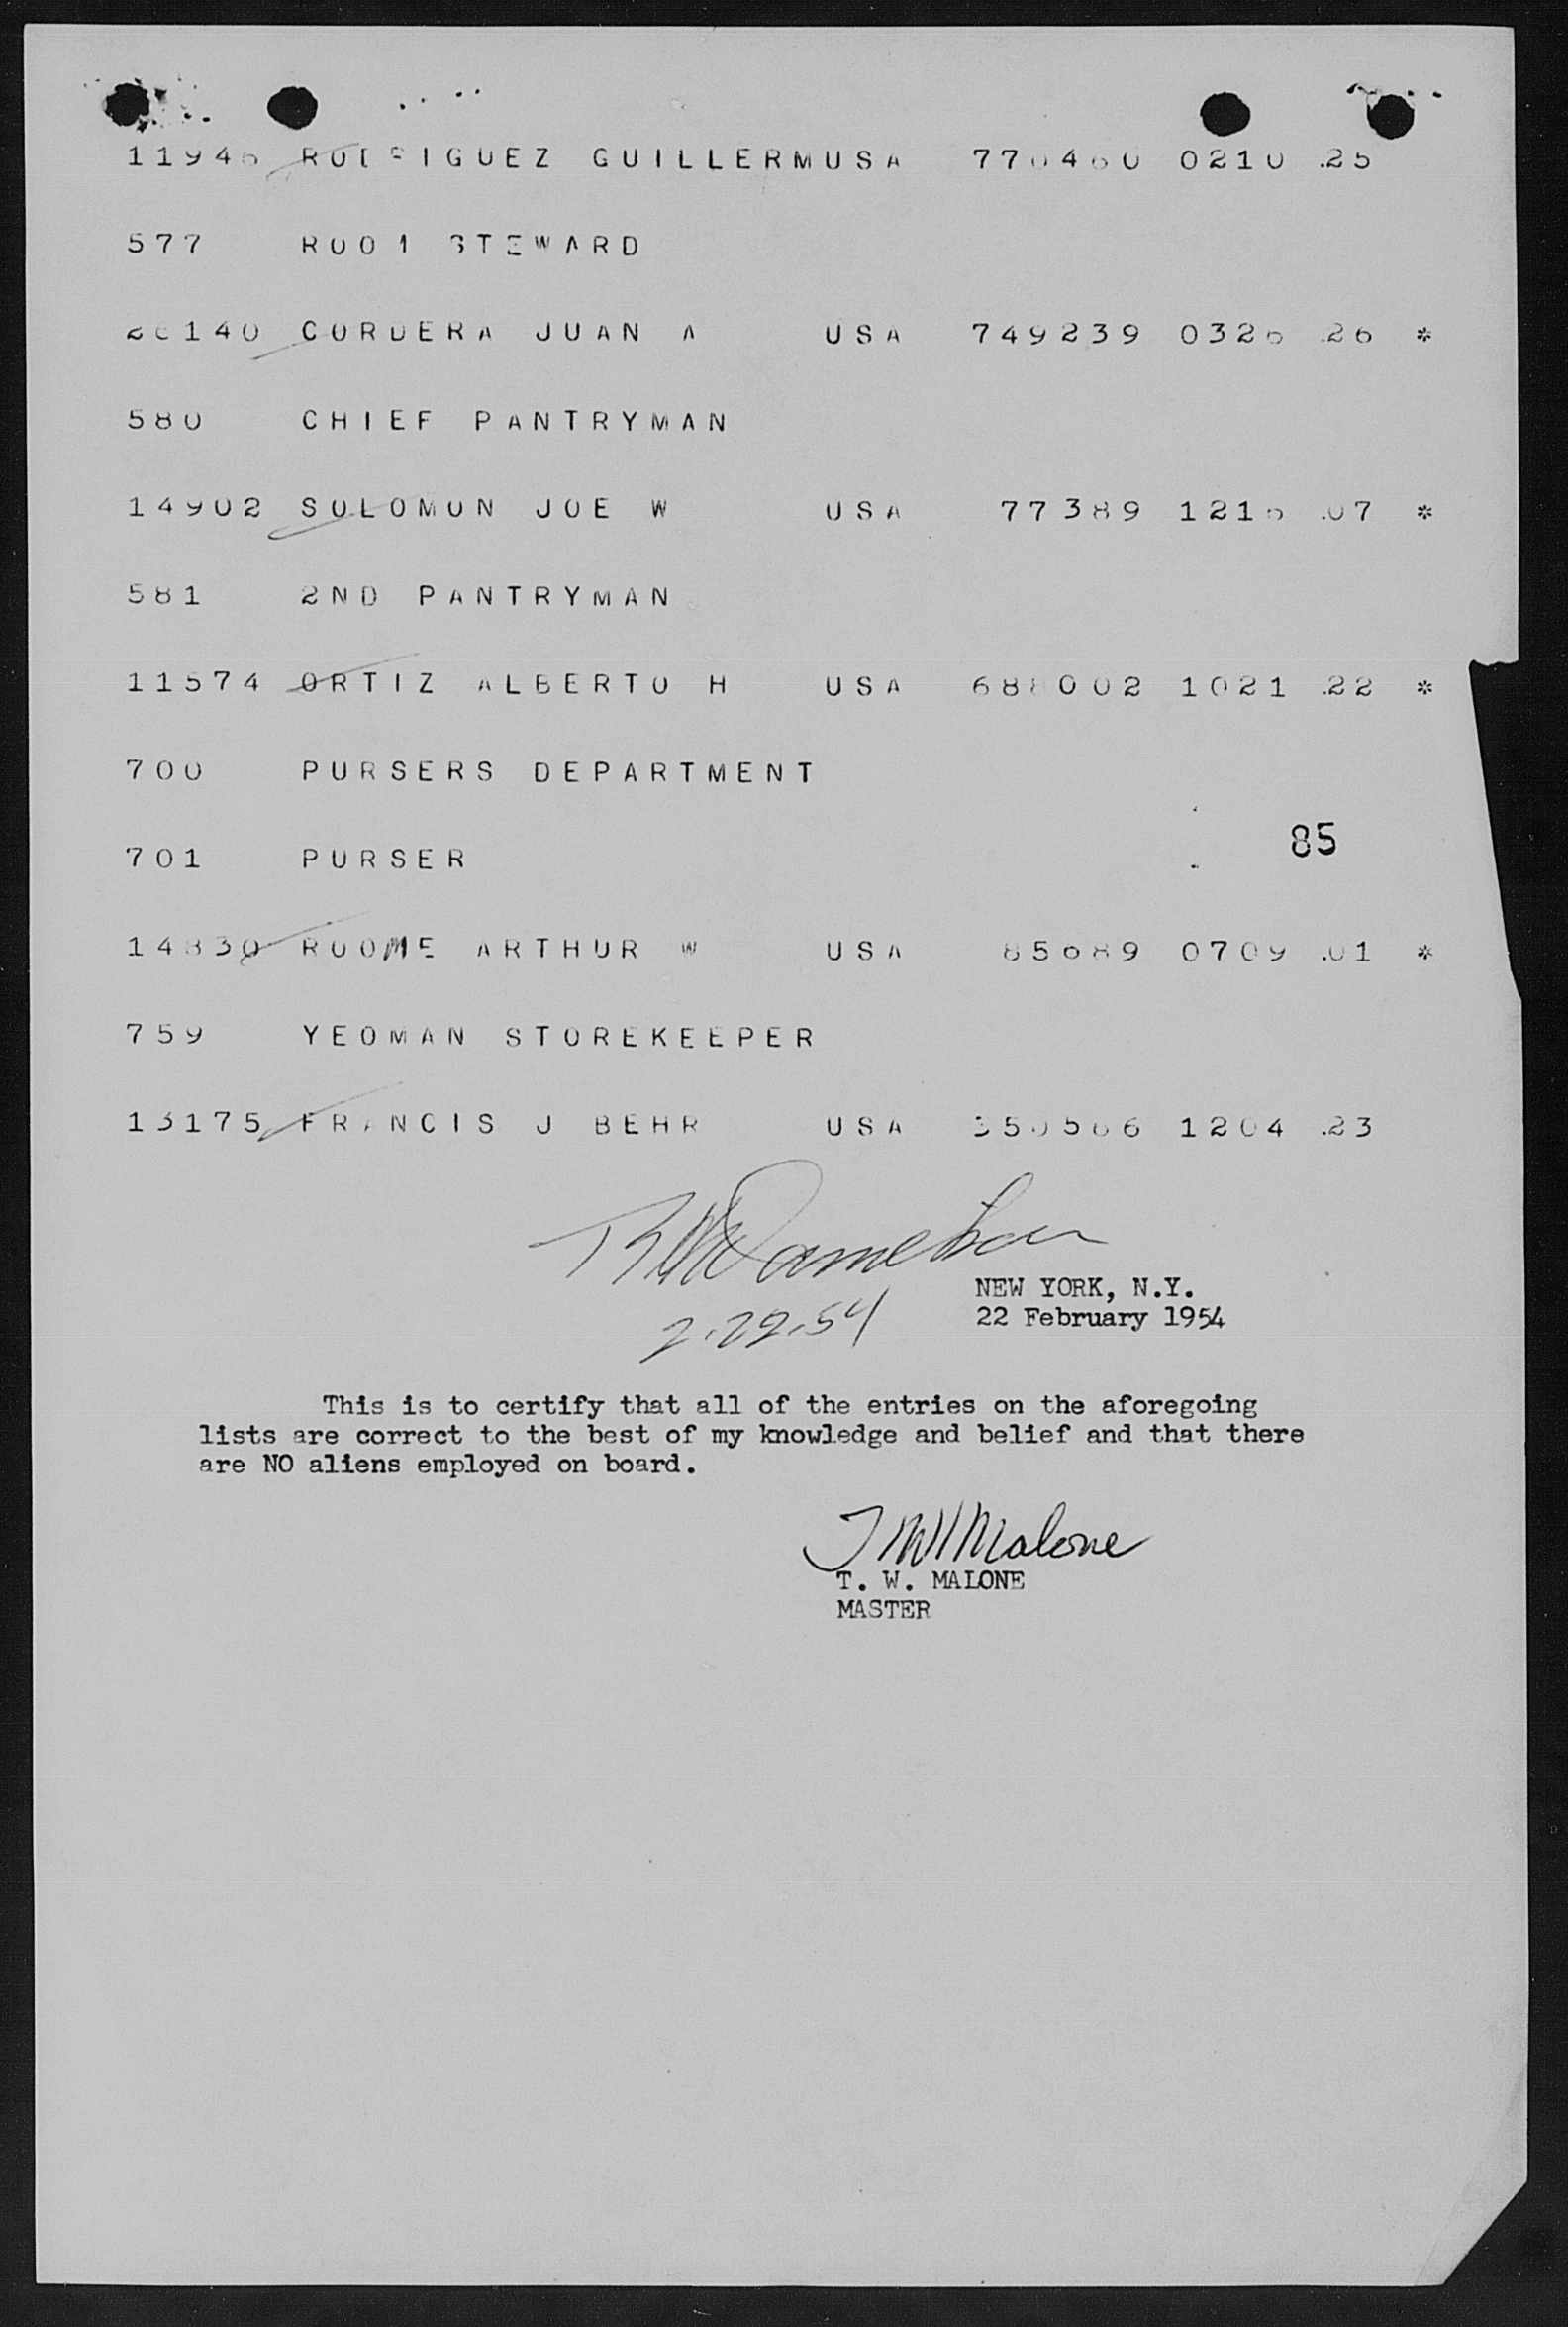 11946 RODRIGUEZ GUILLERMUSA 770460 0210 .25
577 ROOM STEWARD
20140 CORDERA JUAN A USA 749239 0326 .26 *
580 CHIEF PANTRYMAN
14902 SOLOMON JOE W USA 77389 1216 .07 *
581 2ND PANTRYMAN
11574 ORTIZ ALBERTO H USA 688002 1021 .22 *
700 PURSERS DEPARTMENT
85
701 PURSER
14830 ROOME ARTHUR W USA 85689 0709 .01 *
759 YEOMAN STOREKEEPER
13175 FRANCIS J BEHR USA 1204 .23
NEW YORK, N.Y.
2.22.54 22 February 1954
This is to certify that all of the entries on the aforegoing
lists are correct to the best of my knowledge and belief and that there
are NO aliens employed on board.
T W Malone
T. W. MALONE
MASTER